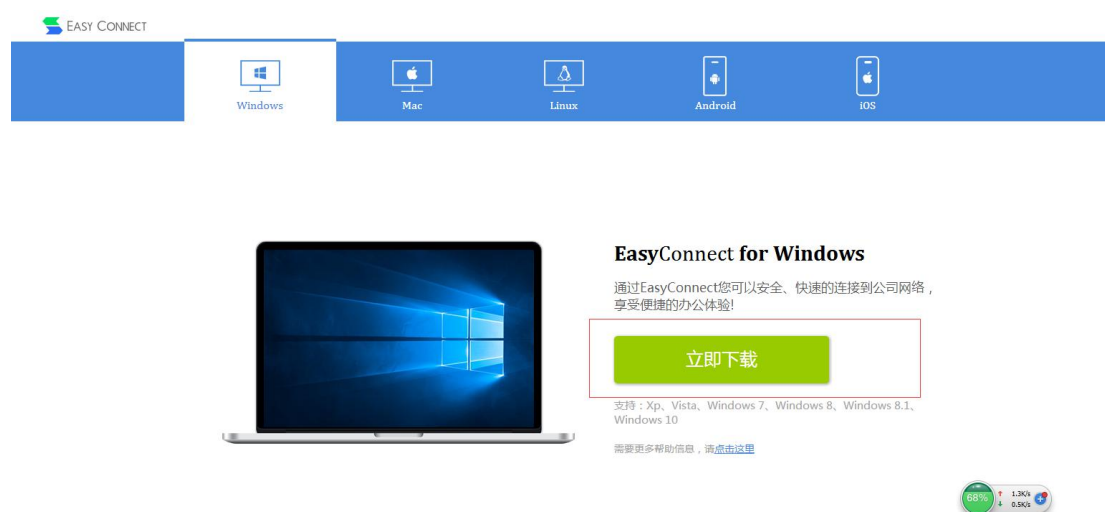 EASY CONNECT
Windows
Mac
Linux
Android
iOS
EasyConnect for Windows
通过EasyConnect您可以安全、快速的连接到公司网络，
享受便捷的办公体验!
立即下载
支持：Xp、Vista、Windows 7、Windows 8、Windows 8.1、
Windows 10
需要更多帮助信息，请点击这里
68%
1.3K/s
0.5K/s